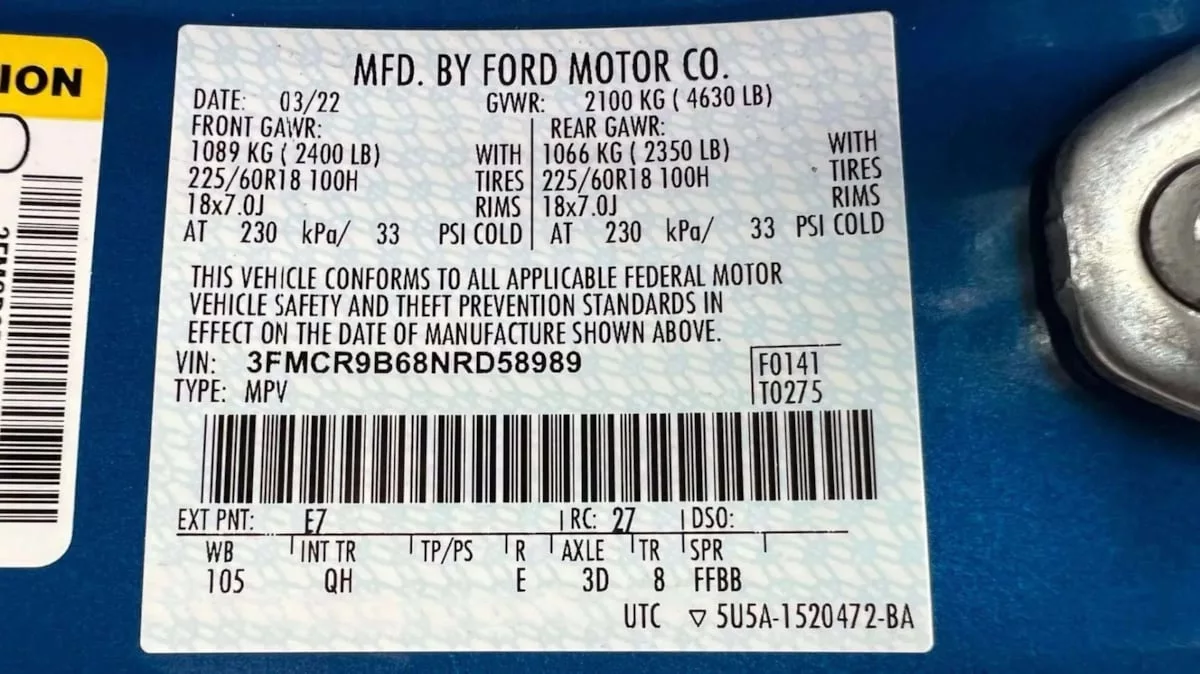 ION
MFD. BY FORD MOTOR CO.
DATE: 03/22 GVWR: 2100 KG ( 4630 LB)
FRONT GAWR: REAR GAWR:
1089 KG ( 2400 LB) WITH 1066 KG ( 2350 LB) WITH
225/60R18 100H TIRES 225/60R18 100H TIRES
18x7.0J RIMS 18x7.0J RIMS
AT 230 kPa/ 33 PSI COLD AT 230 kPa/ 33 PSI COLD
THIS VEHICLE CONFORMS TO ALL APPLICABLE FEDERAL MOTOR
VEHICLE SAFETY AND THEFT PREVENTION STANDARDS IN
EFFECT ON THE DATE OF MANUFACTURE SHOWN ABOVE.
VIN: 3FMCR9B68NRD58989 F0141
TYPE: MPV T0275
EXT PNT: E7 RC: 27 DSO:
WB INT TR TP/PS R AXLE TR SPR
105 QH E 3D 8 FFBB
UTC ▽ 5U5A-1520472-BA